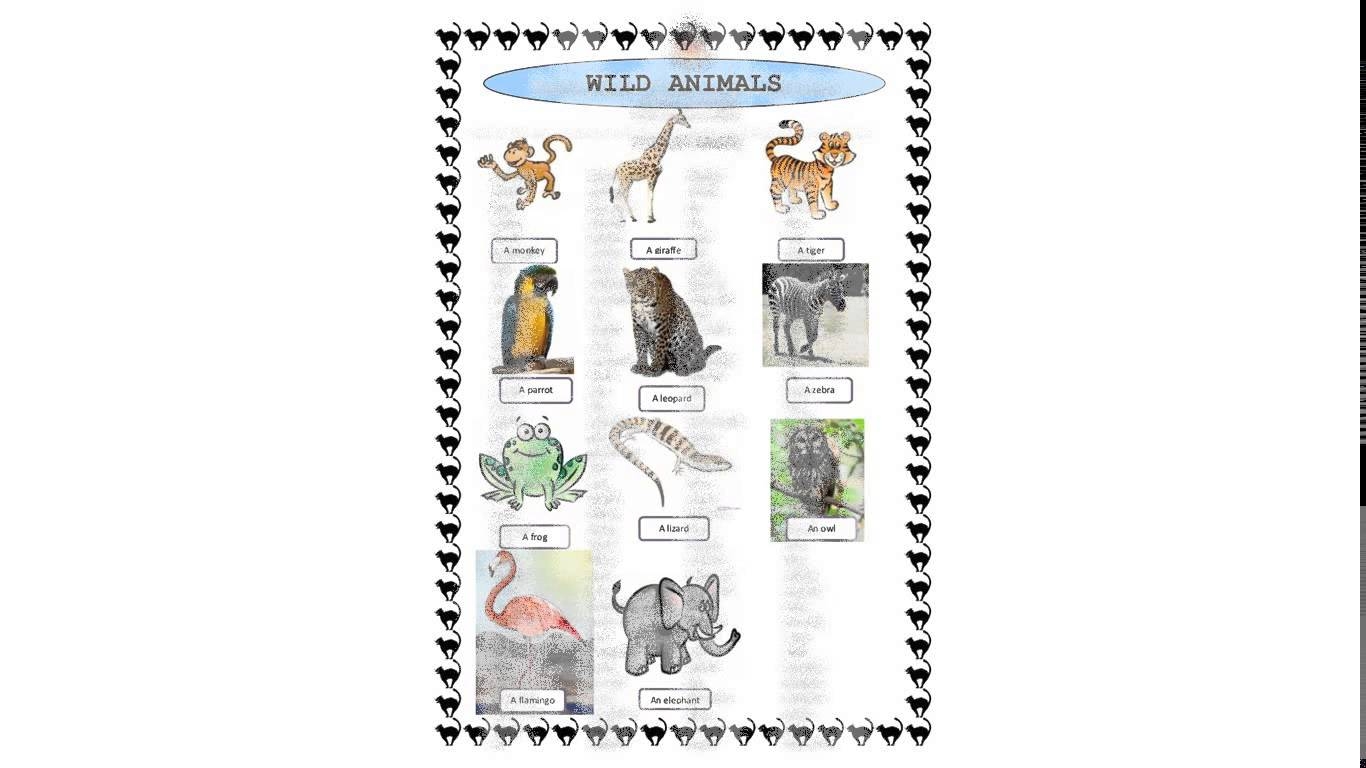 WILD ANIMALS
A monkey
A giraffe
A tiger
A parrot
A leopard
A zebra
A frog
A lizard
An owl
A flamingo
An elephant